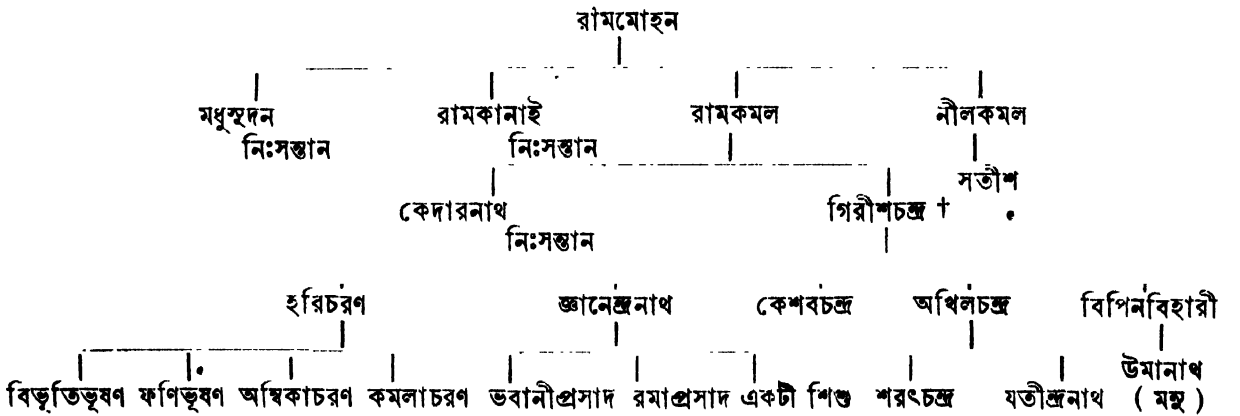 রামমোহন
মধুসূদন রামকানাই রামকমল নীলকমল
নিঃসন্তান নিঃসন্তান
সতীশ
কেদারনাথ গিরীশচন্দ্র †
নিঃসন্তান
হরিচরণ জ্ঞানেন্দ্রনাথ কেশবচন্দ্র অখিলচন্দ্র বিপিনবিহারী
উমানাথ
বিভূতিভূষণ ফণিভূষণ অম্বিকাচরণ কমলাচরণ ভবানীপ্রসাদ রমাপ্রসাদ একটী শিশু শরৎচন্দ্র যতীন্দ্রনাথ ( মন্থ )